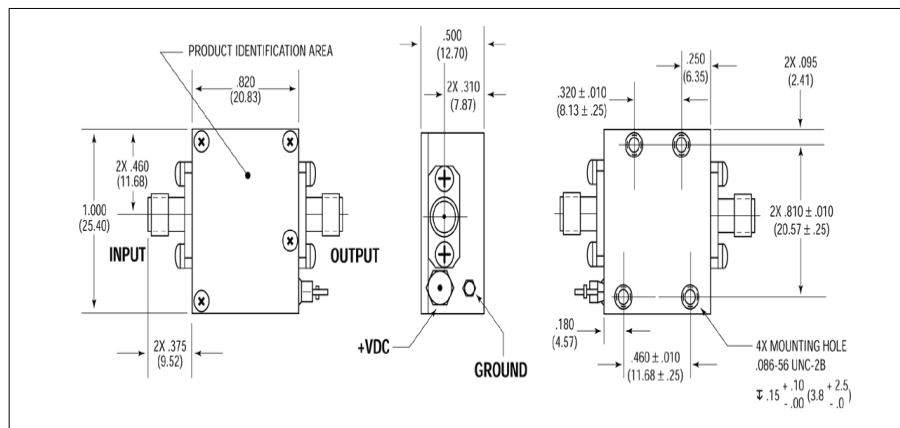 PRODUCT IDENTIFICATION AREA
.820
(20.83)
2X .460
(11.68)
1.000
(25.40)
INPUT
OUTPUT
2X .375
(9.52)
.500
(12.70)
2X .310
(7.87)
+VDC
GROUND
.250
(6.35)
2X .095
(2.41)
.320 ± .010
(8.13 ± .25)
2X .810 ± .010
(20.57 ± .25)
.180
(4.57)
.460 ± .010
(11.68 ± .25)
4X MOUNTING HOLE
.086-56 UNC-2B
↧ .15 + .10 - .00 (3.8 + 2.5 - .0)